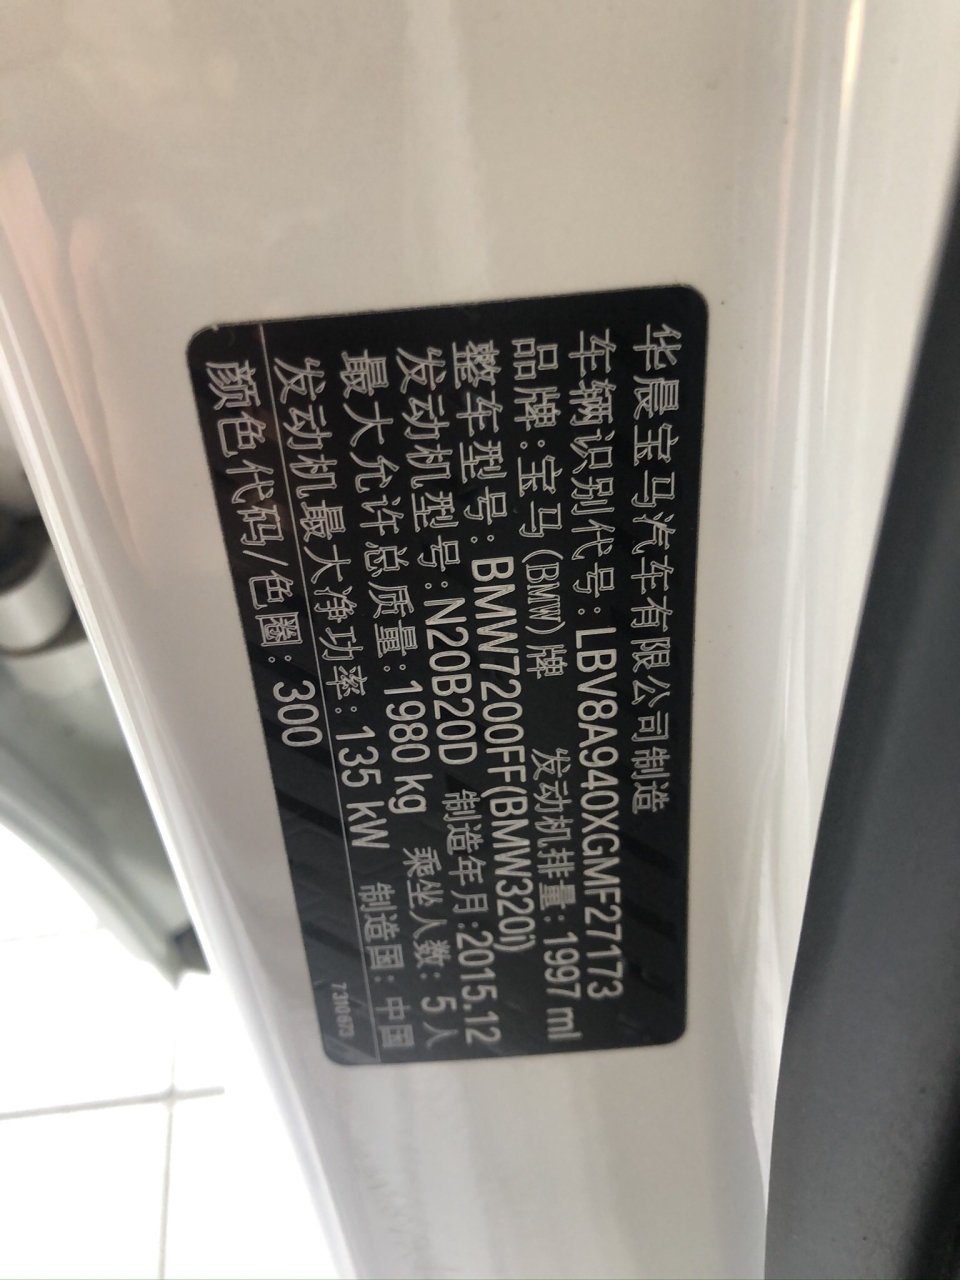 华晨宝马汽车有限公司制造
车辆识别代号:LBV8A940XGMF27173
品牌:宝马(BMW)牌 发动机排量:1997 ml
整车型号:BMW7200FF(BMW320i)
发动机型号:N20B20D 制造年月:2015.12
最大允许总质量:1980 kg 乘坐人数: 5 人
发动机最大净功率: 135 kW 制造国: 中国
颜色代码/色圈: 300
7310673